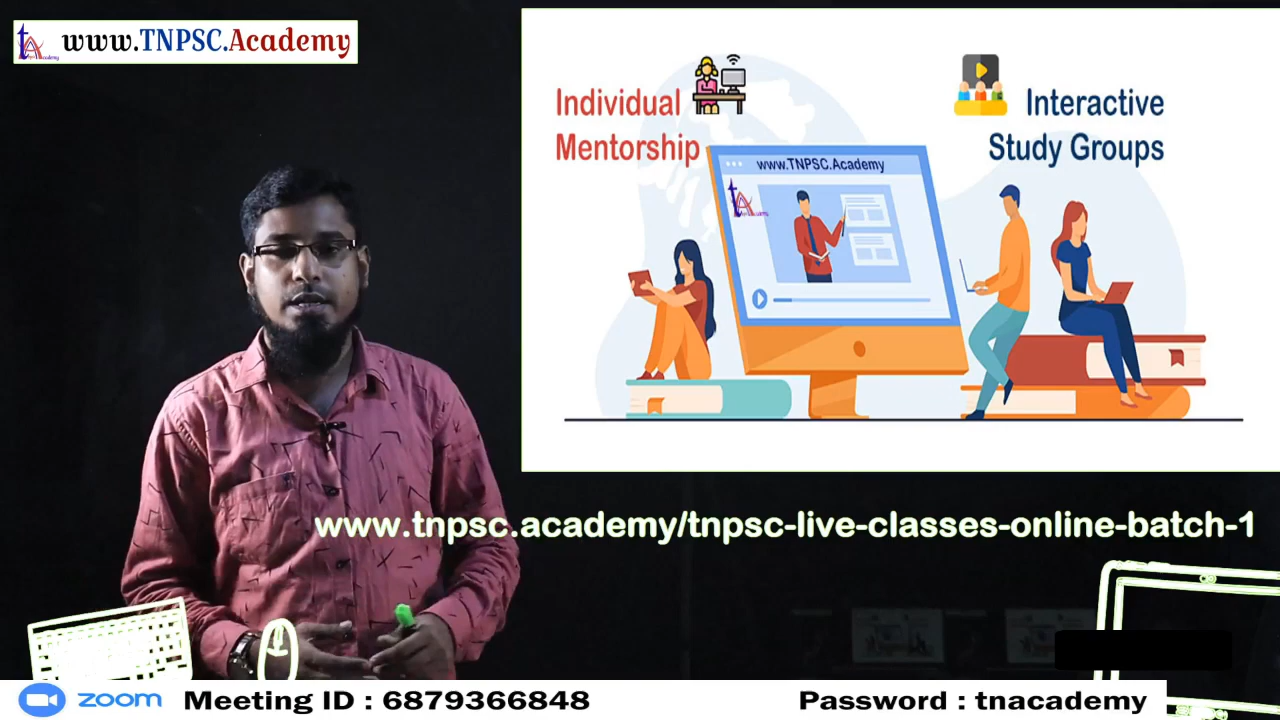 www.TNPSC.Academy
Individual
Mentorship
Interactive
Study Groups
www.TNPSC.Academy
www.tnpsc.academy/tnpsc-live-classes-online-batch-1
zoom Meeting ID : 6879366848
Password : tnacademy